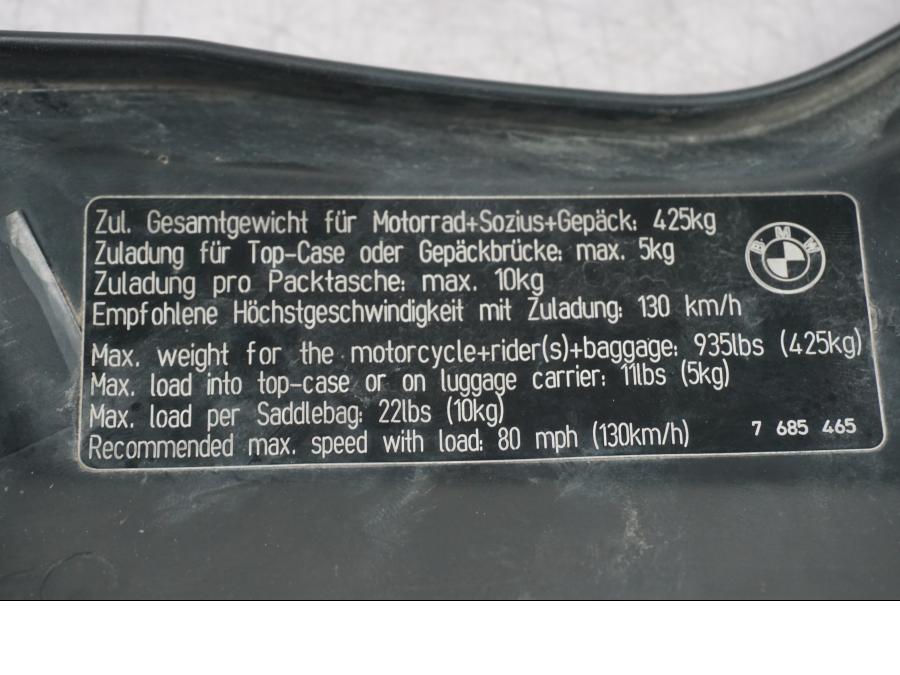 Zul. Gesamtgewicht für Motorrad+Sozius+Gepäck: 425kg
Zuladung für Top-Case oder Gepäckbrücke: max. 5kg
Zuladung pro Packtasche: max. 10kg
Empfohlene Höchstgeschwindigkeit mit Zuladung: 130 km/h
BMW
Max. weight for the motorcycle+rider(s)+baggage: 935lbs (425kg)
Max. load into top-case or on luggage carrier: 11lbs (5kg)
Max. load per Saddlebag: 22lbs (10kg)
Recommended max. speed with load: 80 mph (130km/h)
7 685 465